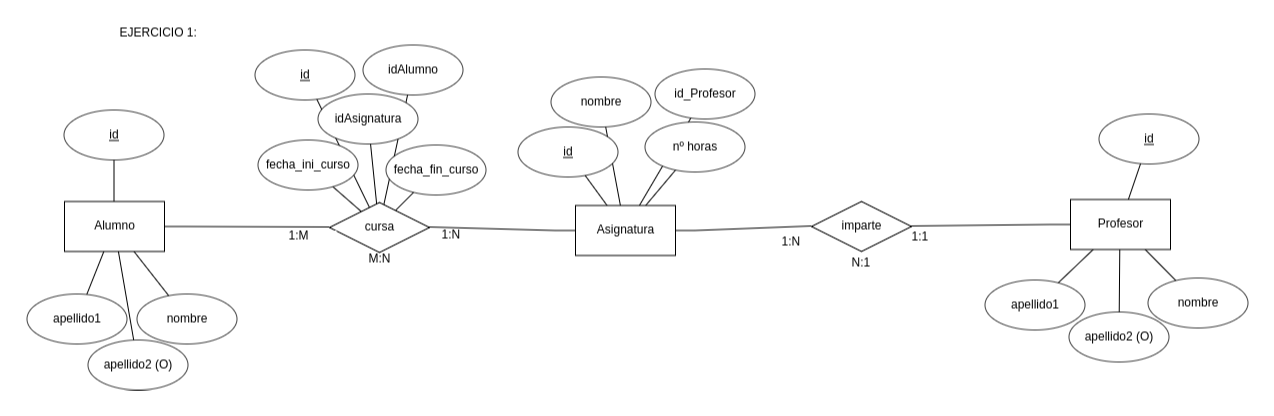 EJERCICIO 1:
id
idAlumno
idAsignatura
fecha_ini_curso
fecha_fin_curso
nombre
id_Profesor
id
nº horas
id
id
Alumno
cursa
Asignatura
imparte
Profesor
1:M
1:N
1:N
1:1
M:N
N:1
apellido1
nombre
apellido2 (O)
apellido1
nombre
apellido2 (O)